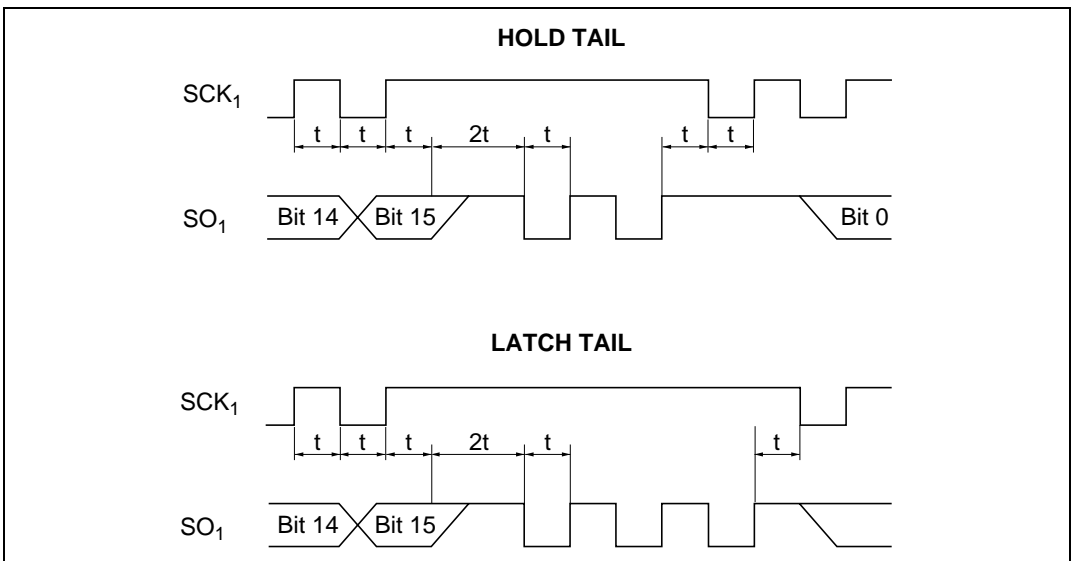 HOLD TAIL
SCK₁
t t t 2t t t t
SO₁ Bit 14 Bit 15 Bit 0
LATCH TAIL
SCK₁
t t t 2t t t
SO₁ Bit 14 Bit 15